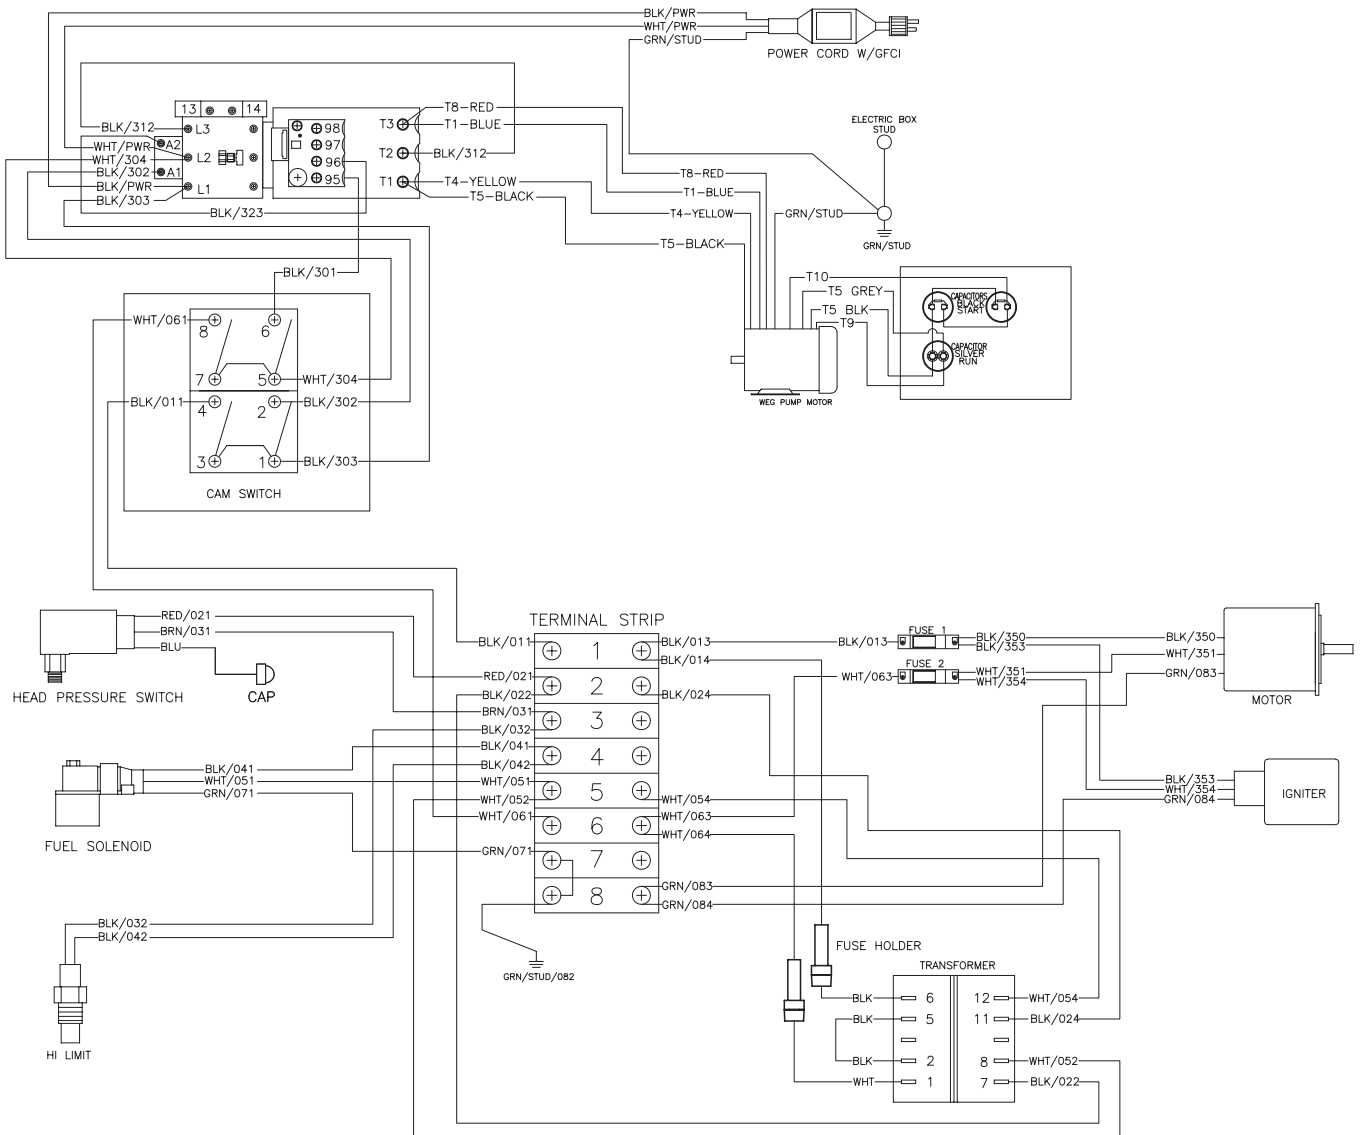 BLK/PWR
WHT/PWR
GRN/STUD
POWER CORD W/GFCI
13
14
BLK/312
L3
A2
WHT/PWR
WHT/304
L2
BLK/302
A1
BLK/PWR
L1
BLK/303
BLK/323
98
97
96
95
T3
T2
T1
T8-RED
T1-BLUE
BLK/312
T4-YELLOW
T5-BLACK
ELECTRIC BOX
STUD
T8-RED
T1-BLUE
T4-YELLOW
GRN/STUD
T5-BLACK
GRN/STUD
BLK/301
T10
T5 GREY
T5 BLK
T9
CAPACITORS
BLACK
START
CAPACITOR
SILVER
RUN
WEG PUMP MOTOR
WHT/061
8
6
7
5
WHT/304
BLK/011
4
2
BLK/302
3
1
BLK/303
CAM SWITCH
RED/021
BRN/031
BLU
HEAD PRESSURE SWITCH
CAP
TERMINAL STRIP
BLK/011
1
BLK/013
BLK/014
RED/021
BLK/022
2
BLK/024
BRN/031
BLK/032
3
BLK/041
BLK/042
4
WHT/051
WHT/052
5
WHT/054
WHT/061
6
WHT/063
WHT/064
GRN/071
7
8
GRN/083
GRN/084
GRN/STUD/082
BLK/013
FUSE 1
BLK/350
BLK/353
WHT/063
FUSE 2
WHT/351
WHT/354
BLK/350
WHT/351
GRN/083
MOTOR
BLK/353
WHT/354
GRN/084
IGNITER
BLK/041
WHT/051
GRN/071
FUEL SOLENOID
BLK/032
BLK/042
HI LIMIT
FUSE HOLDER
TRANSFORMER
BLK
6
12
WHT/054
BLK
5
11
BLK/024
BLK
2
8
WHT/052
WHT
1
7
BLK/022